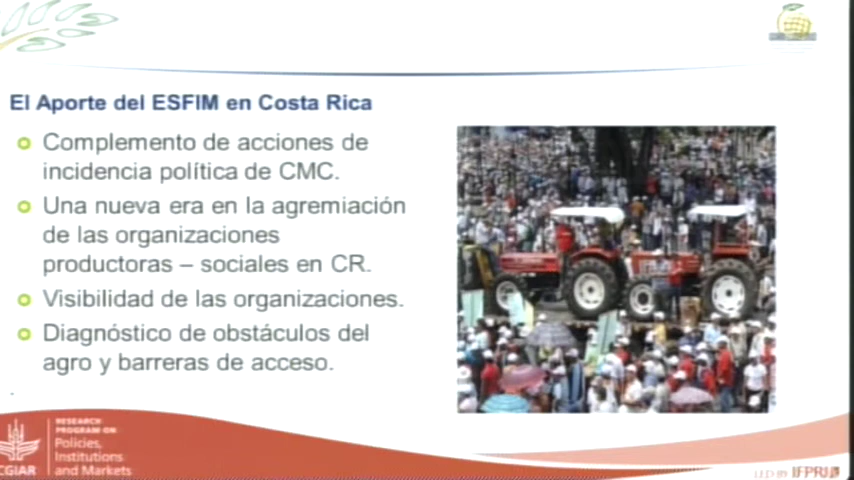 El Aporte del ESFIM en Costa Rica
Complemento de acciones de
incidencia política de CMC.
Una nueva era en la agremiación
de las organizaciones
productoras – sociales en CR.
Visibilidad de las organizaciones.
Diagnóstico de obstáculos del
agro y barreras de acceso.
CGIAR
RESEARCH
PROGRAM ON
Policies,
Institutions
and Markets
LED BY IFPRI